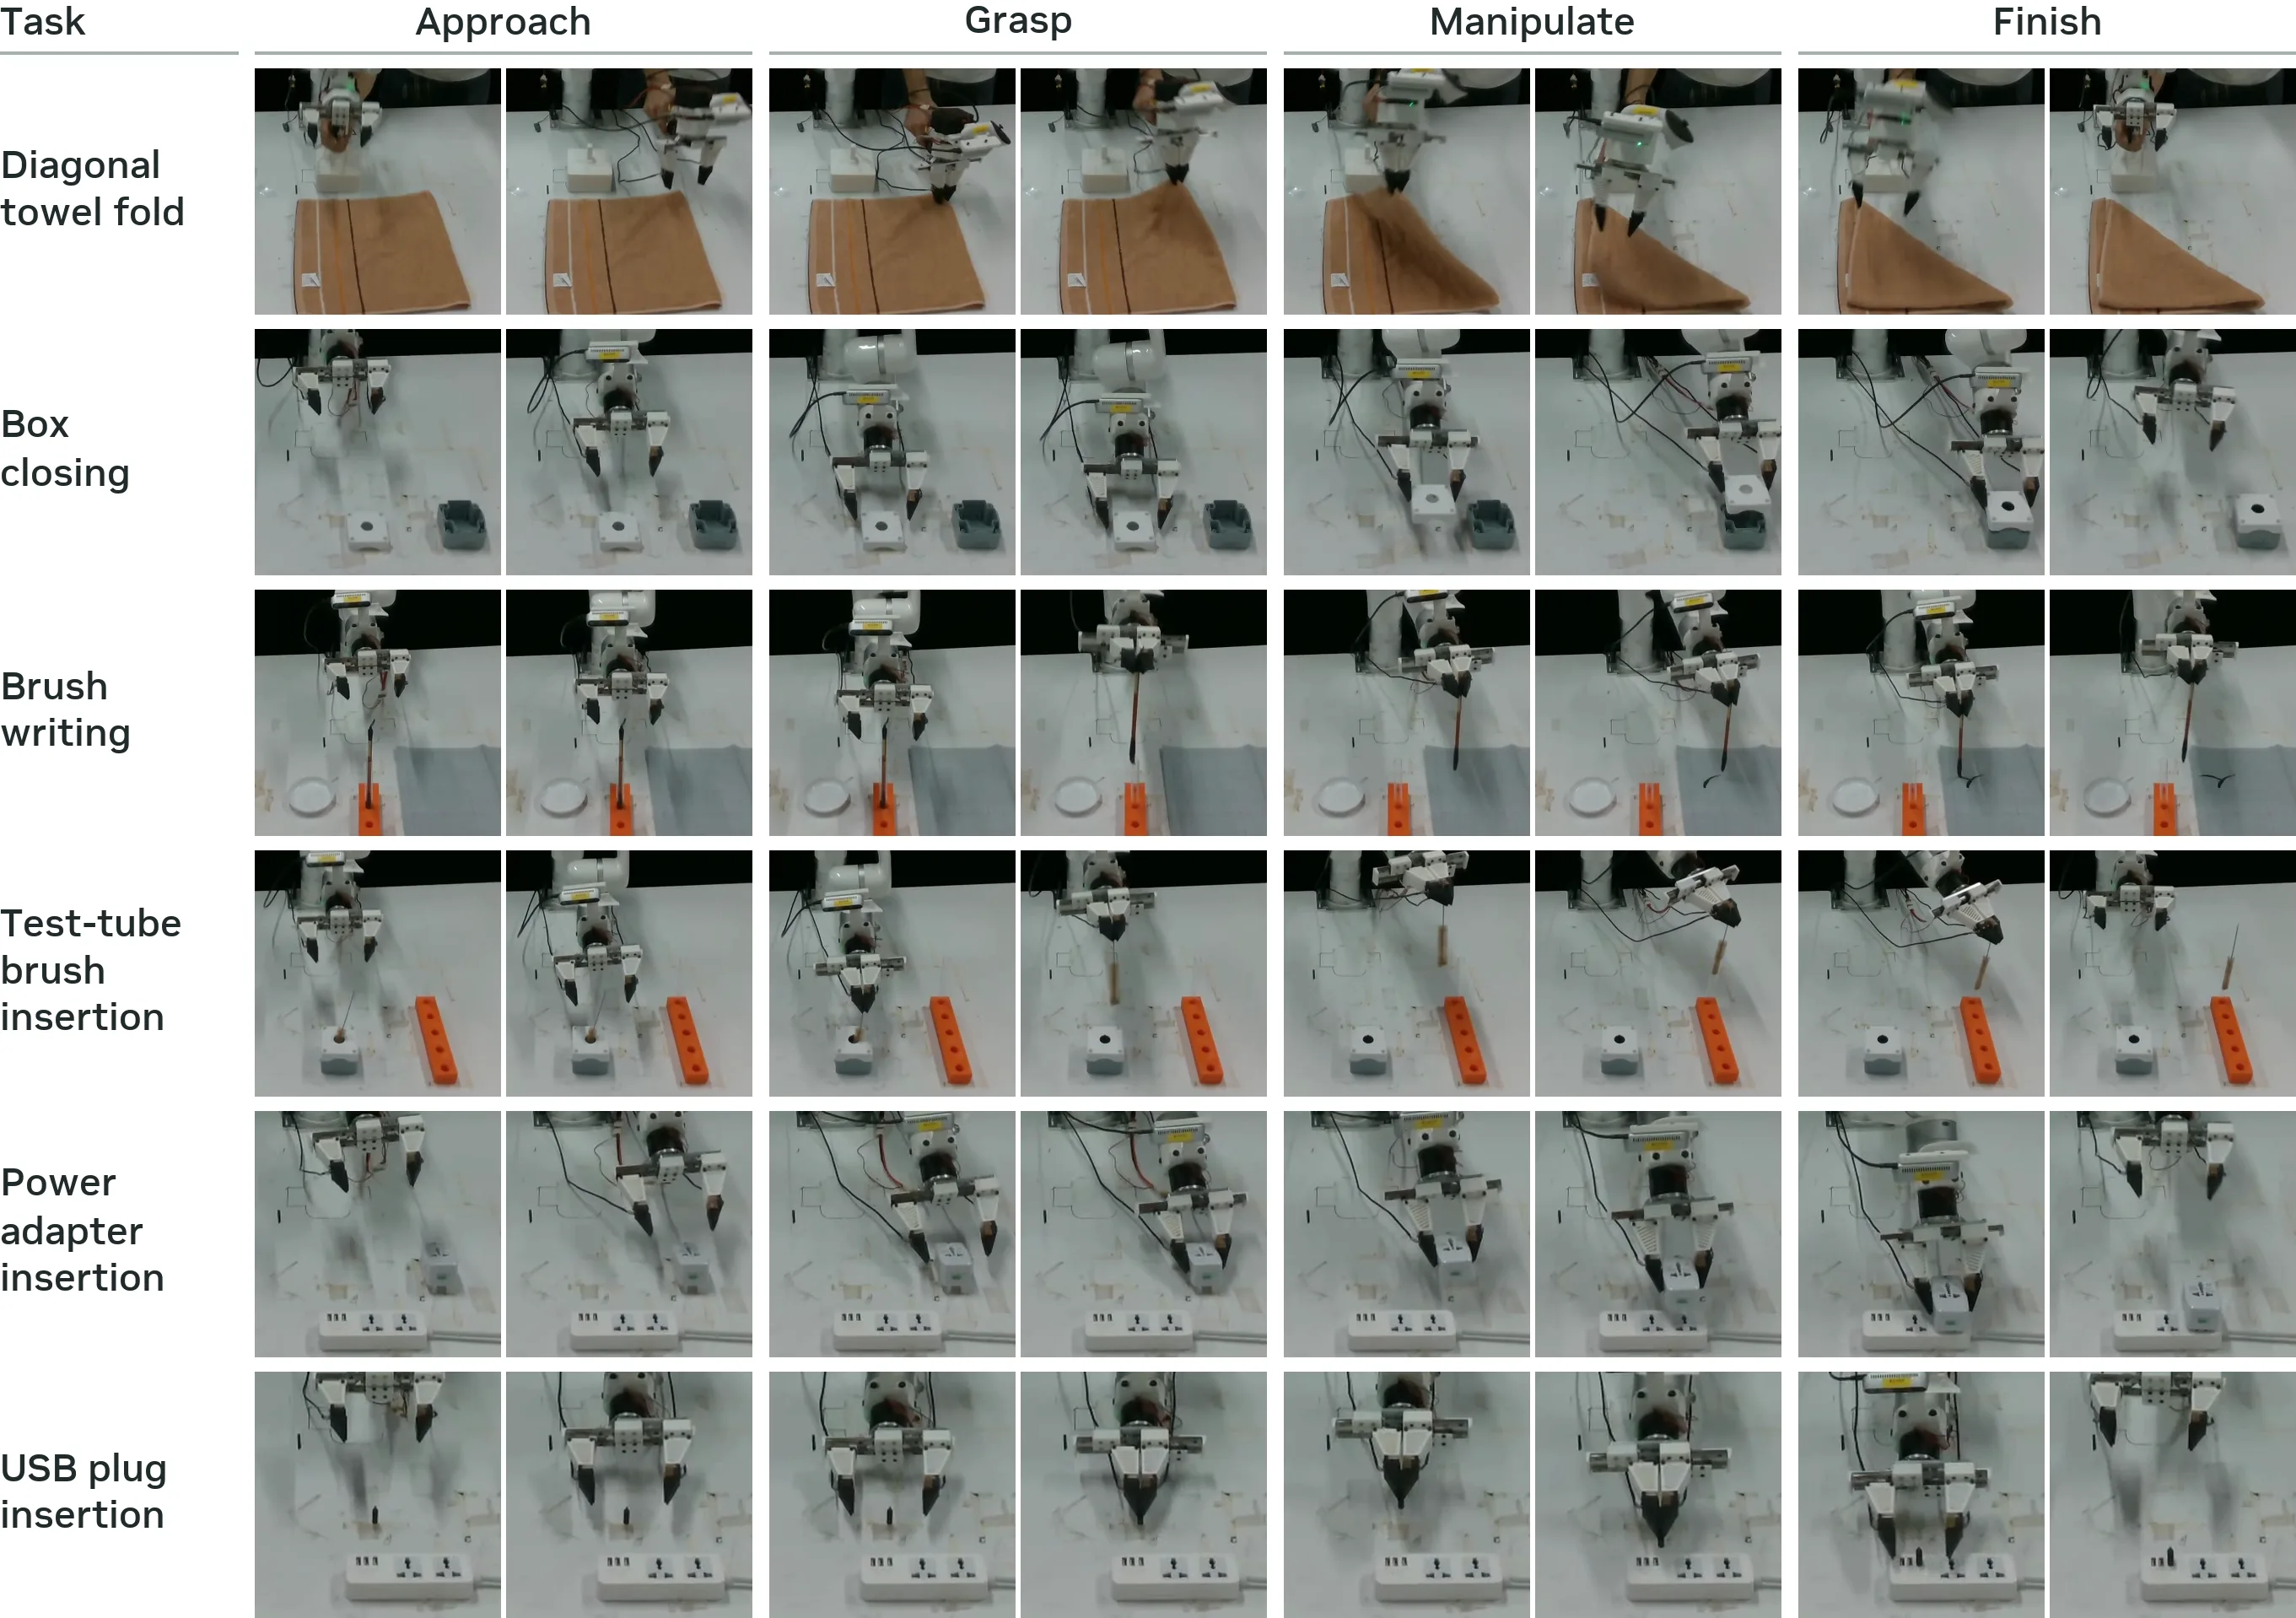 Task
Approach
Grasp
Manipulate
Finish
Diagonal
towel fold
Box
closing
Brush
writing
Test-tube
brush
insertion
Power
adapter
insertion
USB plug
insertion